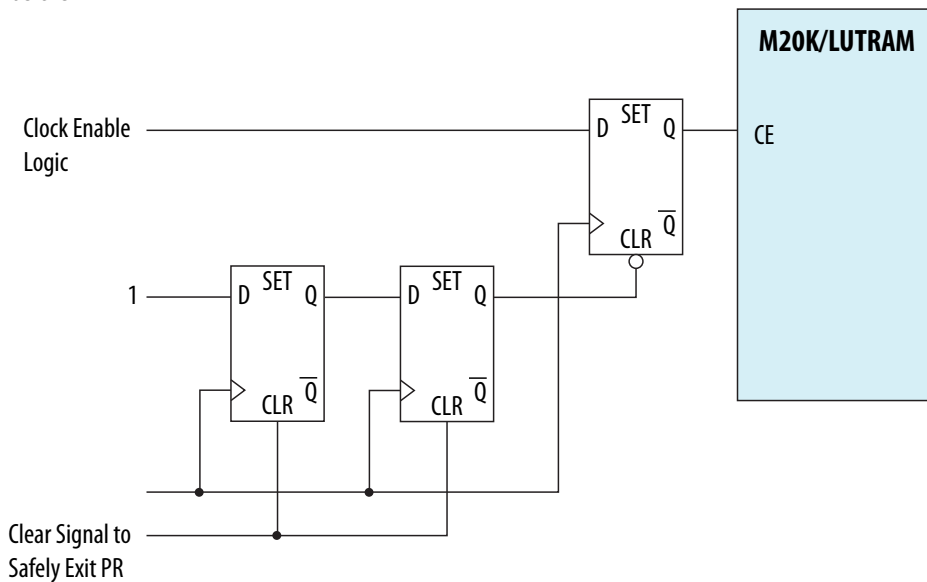 M20K/LUTRAM
Clock Enable
Logic
D SET Q
Q
CLR
CE
1
D SET Q
Q
CLR
D SET Q
Q
CLR
Clear Signal to
Safely Exit PR